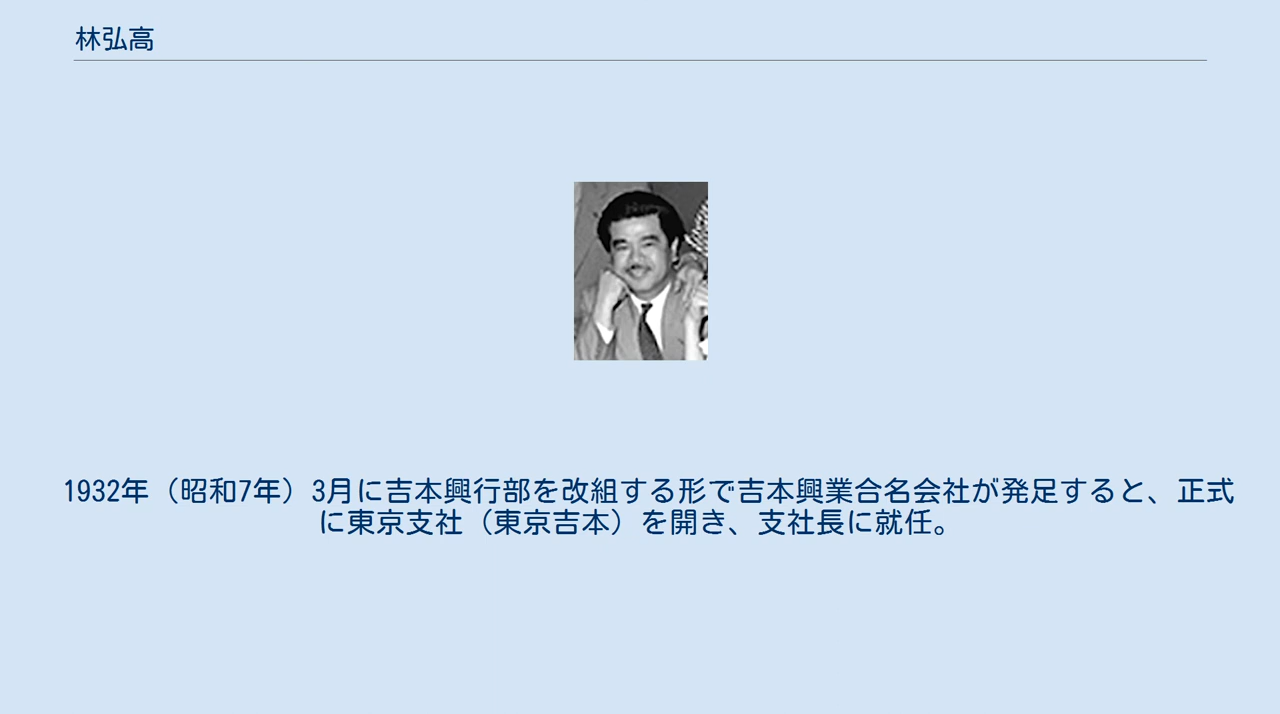 林弘高
1932年（昭和7年）3月に吉本興行部を改組する形で吉本興業合名会社が発足すると、正式
に東京支社（東京吉本）を開き、支社長に就任。